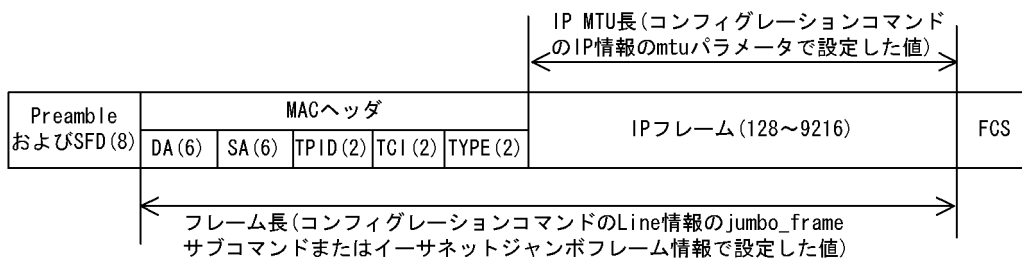 IP MTU長(コンフィグレーションコマンド
のIP情報のmtuパラメータで設定した値)
Preamble
およびSFD(8)
MACヘッダ
DA(6)
SA(6)
TPID(2)
TCI(2)
TYPE(2)
IPフレーム(128～9216)
FCS
フレーム長(コンフィグレーションコマンドのLine情報のjumbo_frame
サブコマンドまたはイーサネットジャンボフレーム情報で設定した値)